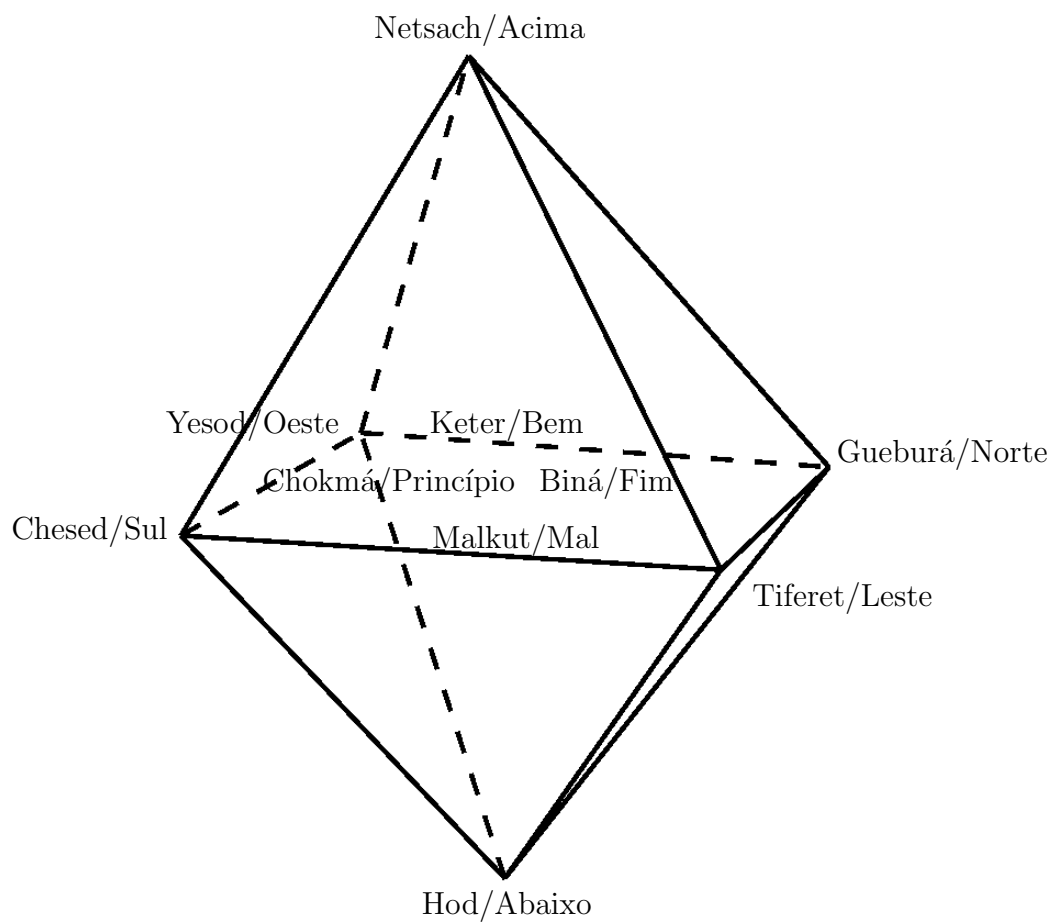 Netsach/Acima
Yesod/Oeste
Keter/Bem
Gueburá/Norte
Chokmá/Princípio
Biná/Fim
Chesed/Sul
Malkut/Mal
Tiferet/Leste
Hod/Abaixo